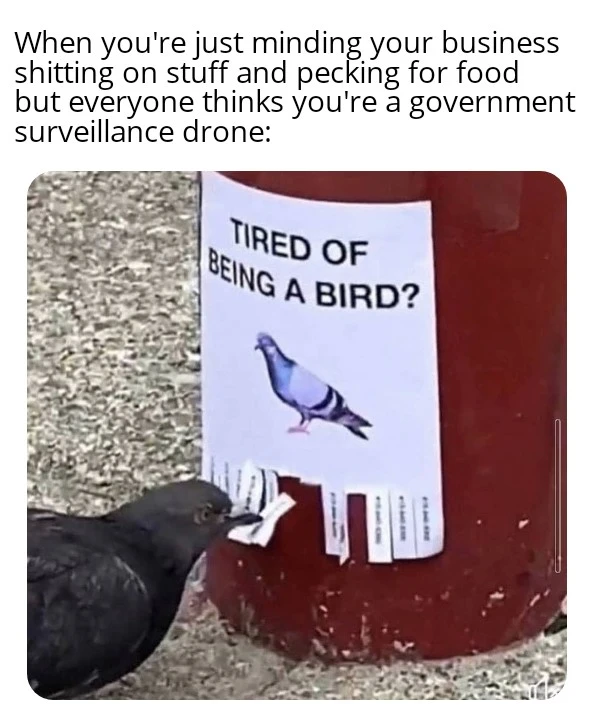 When you're just minding your business
shitting on stuff and pecking for food
but everyone thinks you're a government
surveillance drone:
TIRED OF
BEING A BIRD?